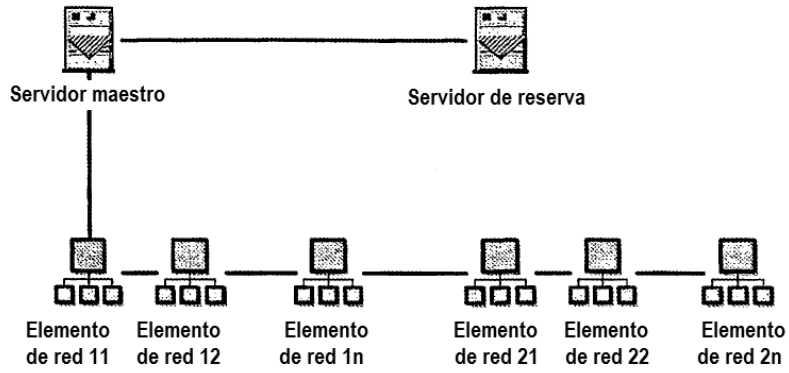 Servidor maestro
Servidor de reserva
Elemento
de red 11
Elemento
de red 12
Elemento
de red 1n
Elemento
de red 21
Elemento
de red 22
Elemento
de red 2n